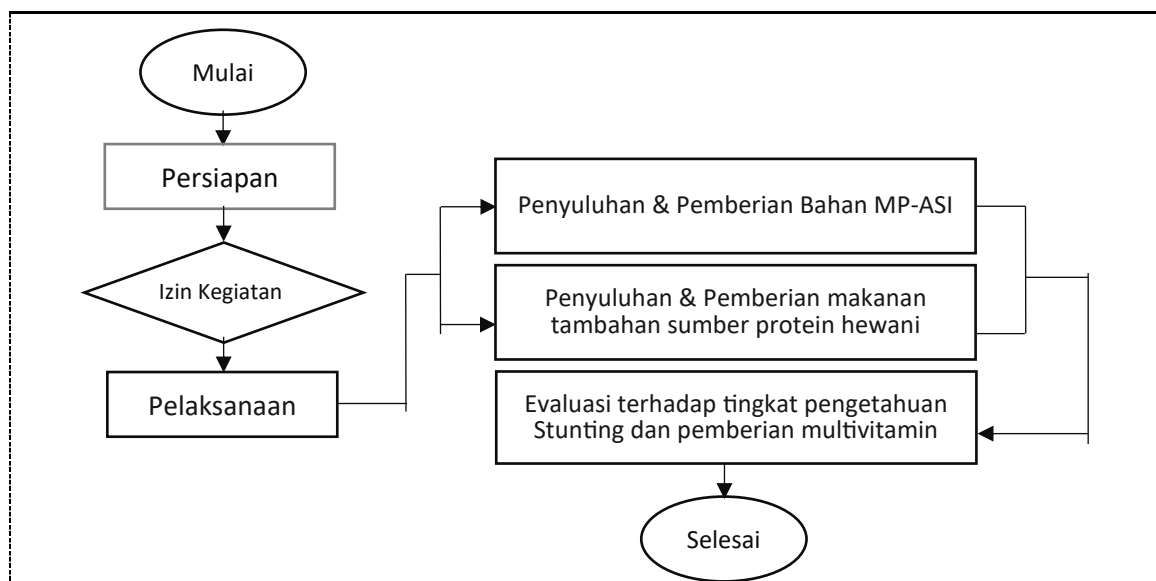 Mulai
Persiapan
Izin Kegiatan
Pelaksanaan
Penyuluhan & Pemberian Bahan MP-ASI
Penyuluhan & Pemberian makanan
tambahan sumber protein hewani
Evaluasi terhadap tingkat pengetahuan
Stunting dan pemberian multivitamin
Selesai